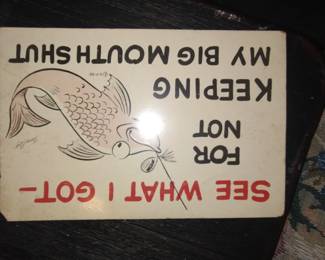 SEE WHAT I GOT—
FOR
NOT
KEEPING
MY BIG MOUTH SHUT